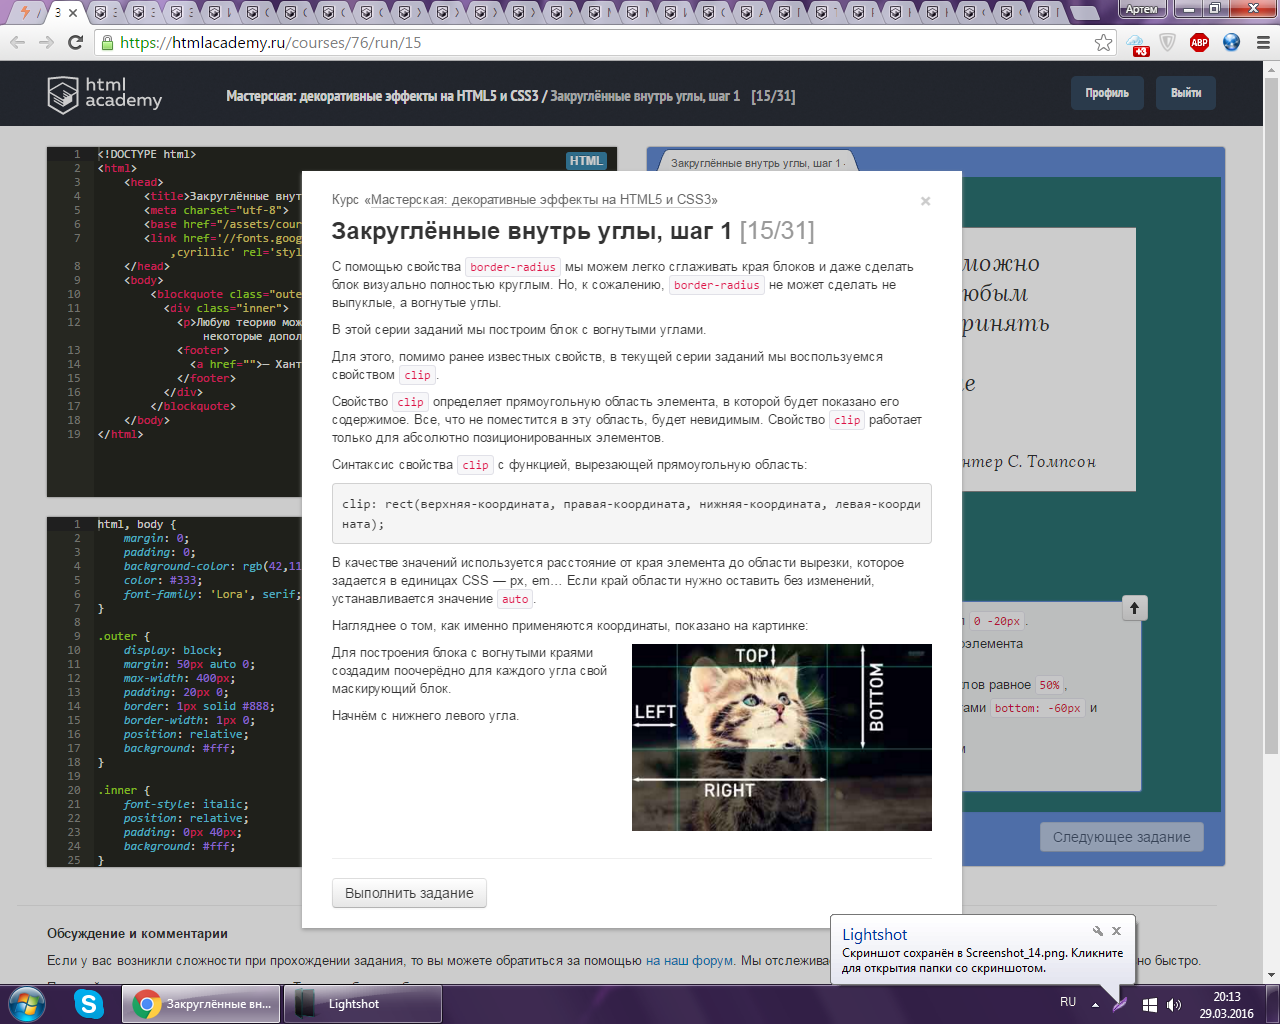 З
Артем
https://htmlacademy.ru/courses/76/run/15
+3
ABP
html
academy
Мастерская: декоративные эффекты на HTML5 и CSS3 / Закруглённые внутрь углы, шаг 1 [15/31]
Профиль
Выйти
1 <!DOCTYPE html>
HTML
2 <html>
3 <head>
4 <title>Закруглённые внут
5 <meta charset="utf-8">
6 <base href="/assets/cour
7 <link href='//fonts.goog
,cyrillic' rel='styl
8 </head>
9 <body>
10 <blockquote class="oute
11 <div class="inner">
12 <p>Любую теорию мож
некоторые допол
13 <footer>
14 <a href="">— Хант
15 </footer>
16 </div>
17 </blockquote>
18 </body>
19 </html>
1 html, body {
2 margin: 0;
3 padding: 0;
4 background-color: rgb(42,11
5 color: #333;
6 font-family: 'Lora', serif;
7 }
8
9 .outer {
10 display: block;
11 margin: 50px auto 0;
12 max-width: 400px;
13 padding: 20px 0;
14 border: 1px solid #888;
15 border-width: 1px 0;
16 position: relative;
17 background: #fff;
18 }
19
20 .inner {
21 font-style: italic;
22 position: relative;
23 padding: 0px 40px;
24 background: #fff;
25 }
Закруглённые внутрь углы, шаг 1
можно
любым
ринять
е
нтер С. Томпсон
0 -20px.
элемента
лов равное 50%,
тами bottom: -60px и
м
Следующее задание
Курс «Мастерская: декоративные эффекты на HTML5 и CSS3»
×
Закруглённые внутрь углы, шаг 1 [15/31]
С помощью свойства border-radius мы можем легко сглаживать края блоков и даже сделать
блок визуально полностью круглым. Но, к сожалению, border-radius не может сделать не
выпуклые, а вогнутые углы.
В этой серии заданий мы построим блок с вогнутыми углами.
Для этого, помимо ранее известных свойств, в текущей серии заданий мы воспользуемся
свойством clip.
Свойство clip определяет прямоугольную область элемента, в которой будет показано его
содержимое. Все, что не поместится в эту область, будет невидимым. Свойство clip работает
только для абсолютно позиционированных элементов.
Синтаксис свойства clip с функцией, вырезающей прямоугольную область:
clip: rect(верхняя-координата, правая-координата, нижняя-координата, левая-коорди
ната);
В качестве значений используется расстояние от края элемента до области вырезки, которое
задается в единицах CSS — px, em... Если край области нужно оставить без изменений,
устанавливается значение auto.
Нагляднее о том, как именно применяются координаты, показано на картинке:
Для построения блока с вогнутыми краями
создадим поочерёдно для каждого угла свой
маскирующий блок.
Начнём с нижнего левого угла.
TOP
LEFT
BOTTOM
RIGHT
Выполнить задание
Обсуждение и комментарии
Если у вас возникли сложности при прохождении задания, то вы можете обратиться за помощью на наш форум. Мы отслежива
но быстро.
Lightshot
Скриншот сохранён в Screenshot_14.png. Кликните
для открытия папки со скриншотом.
Закруглённые вн...
Lightshot
RU
20:13
29.03.2016